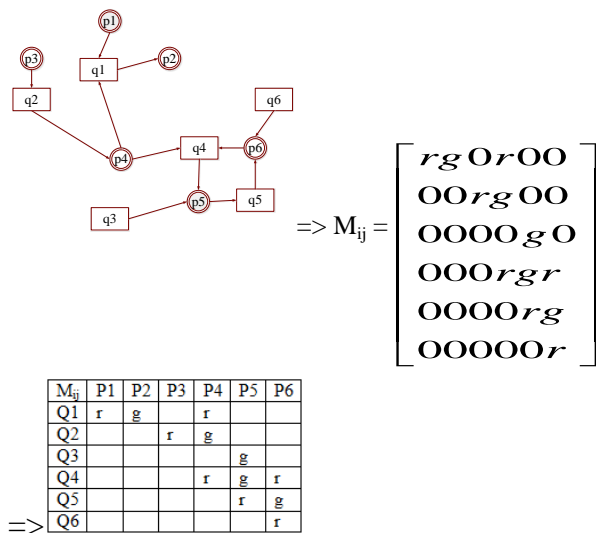 p1
p3
p2
q1
q2
q6
p4
q4
p6
p5
q5
q3
=> Mij =
rg0r00
00rg00
0000g0
000rgr
0000rg
00000r
=>
Mij P1 P2 P3 P4 P5 P6
Q1 r g r
Q2 r g
Q3 g
Q4 r g r
Q5 r g
Q6 r